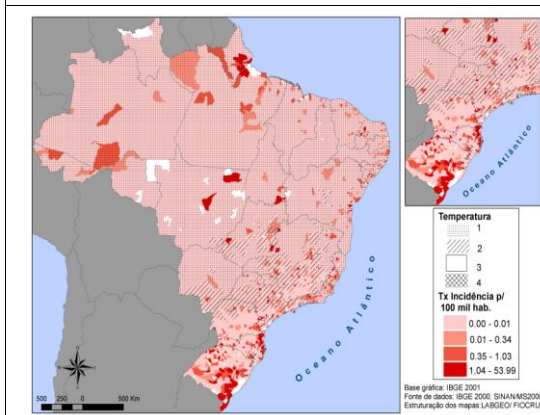 Oceano Atlântico
500 250 0 500 Km
Oceano Atlântico
Temperatura
1
2
3
4
Tx Incidência p/
100 mil hab.
0.00 - 0.01
0.01 - 0.34
0.35 - 1.03
1.04 - 53.99
Base gráfica: IBGE 2001
Fonte de dados: IBGE 2000, SINAN/MS200
Estruturação dos mapas:LABGEO/ FIOCRU